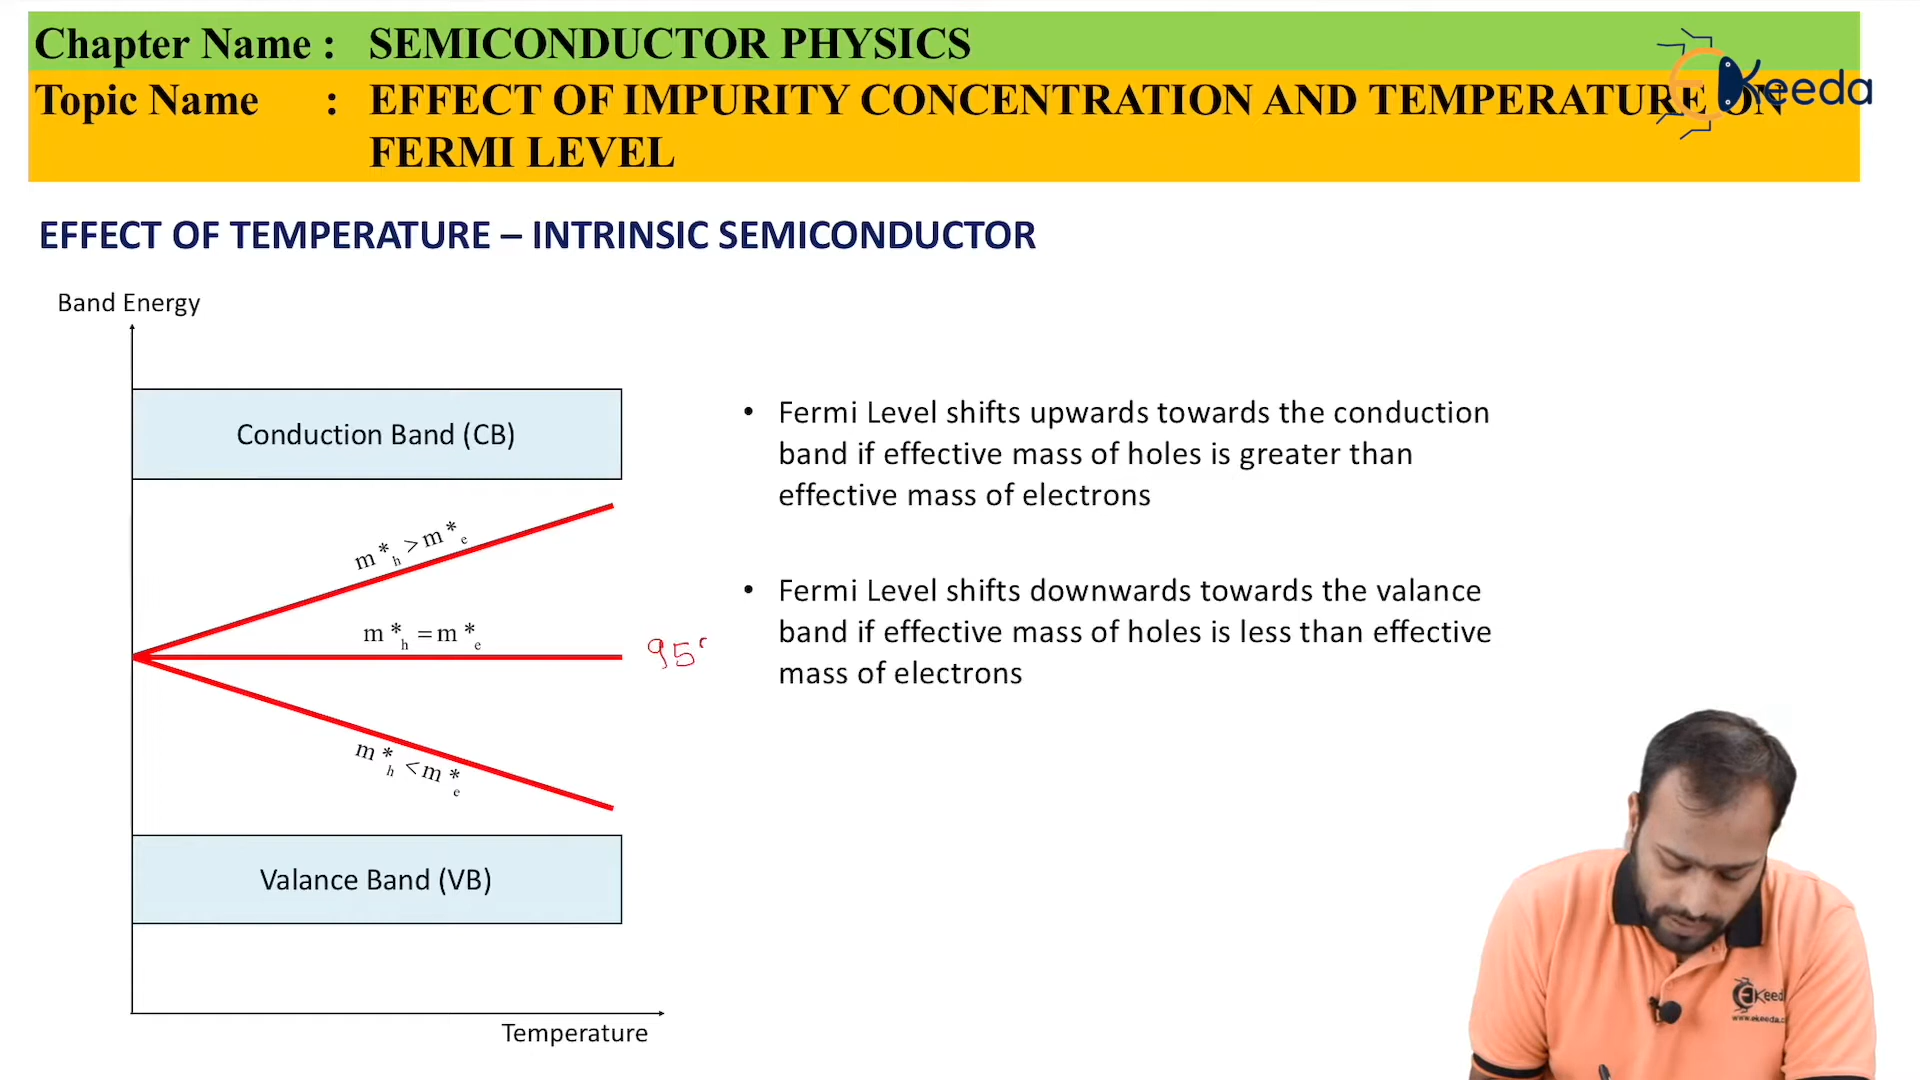 Chapter Name : SEMICONDUCTOR PHYSICS
Topic Name : EFFECT OF IMPURITY CONCENTRATION AND TEMPERATURE ON
FERMI LEVEL
Ekeeda
EFFECT OF TEMPERATURE – INTRINSIC SEMICONDUCTOR
Band Energy
Conduction Band (CB)
m*h >m*e
m*h =m*e
95
m*h <m*e
Valance Band (VB)
Temperature
• Fermi Level shifts upwards towards the conduction
band if effective mass of holes is greater than
effective mass of electrons
• Fermi Level shifts downwards towards the valance
band if effective mass of holes is less than effective
mass of electrons